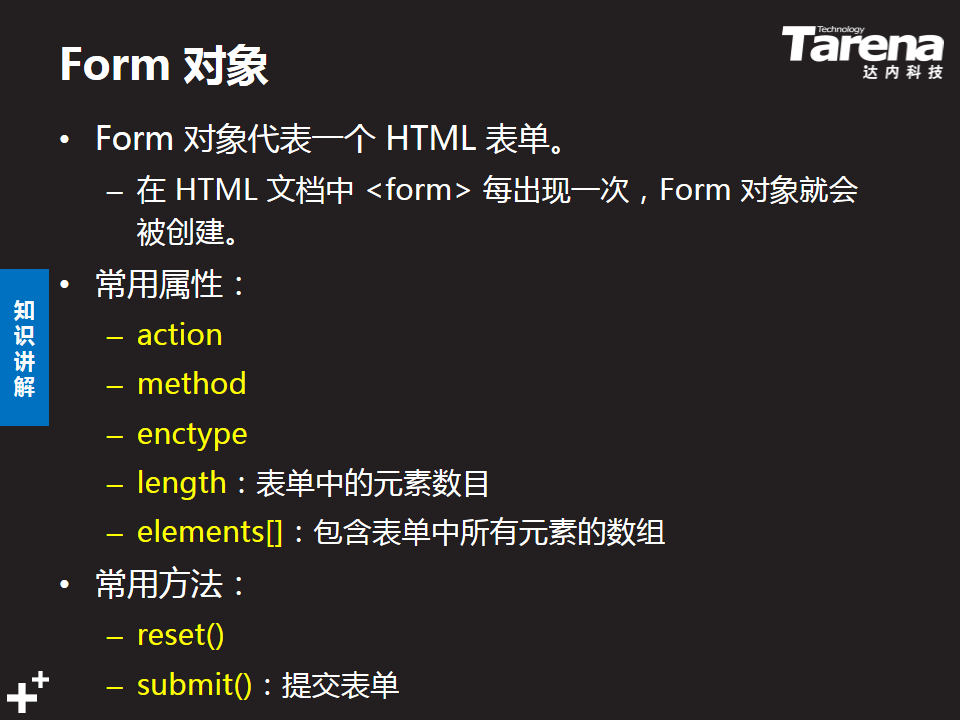 Form 对象
Technology
Tarena
达内科技
• Form 对象代表一个 HTML 表单。
– 在 HTML 文档中 <form> 每出现一次，Form 对象就会
被创建。
• 常用属性：
– action
– method
– enctype
– length：表单中的元素数目
– elements[]：包含表单中所有元素的数组
• 常用方法：
– reset()
– submit()：提交表单
知识讲解